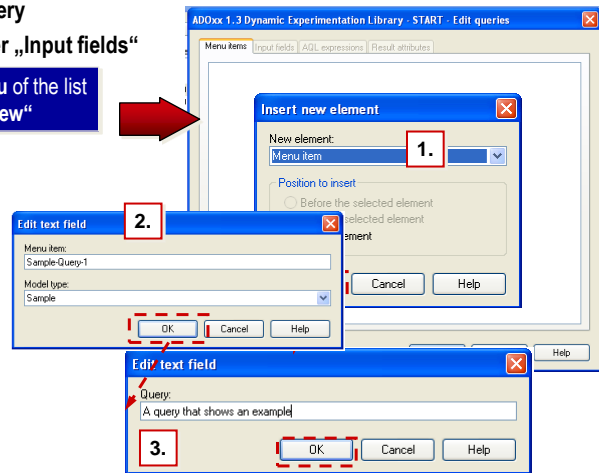 ery
er „Input fields“
u of the list
ew“
ADOxx 1.3 Dynamic Experimentation Library - START - Edit queries
Menu items Input fields AQL expressions Result attributes
Insert new element
New element:
Menu item
1.
Position to insert
Before the selected element
selected element
ement
Cancel Help
Help
Edit text field
2.
Menu item:
Sample-Query-1
Model type:
Sample
OK Cancel Help
Edit text field
Query:
A query that shows an example
3.
OK Cancel Help